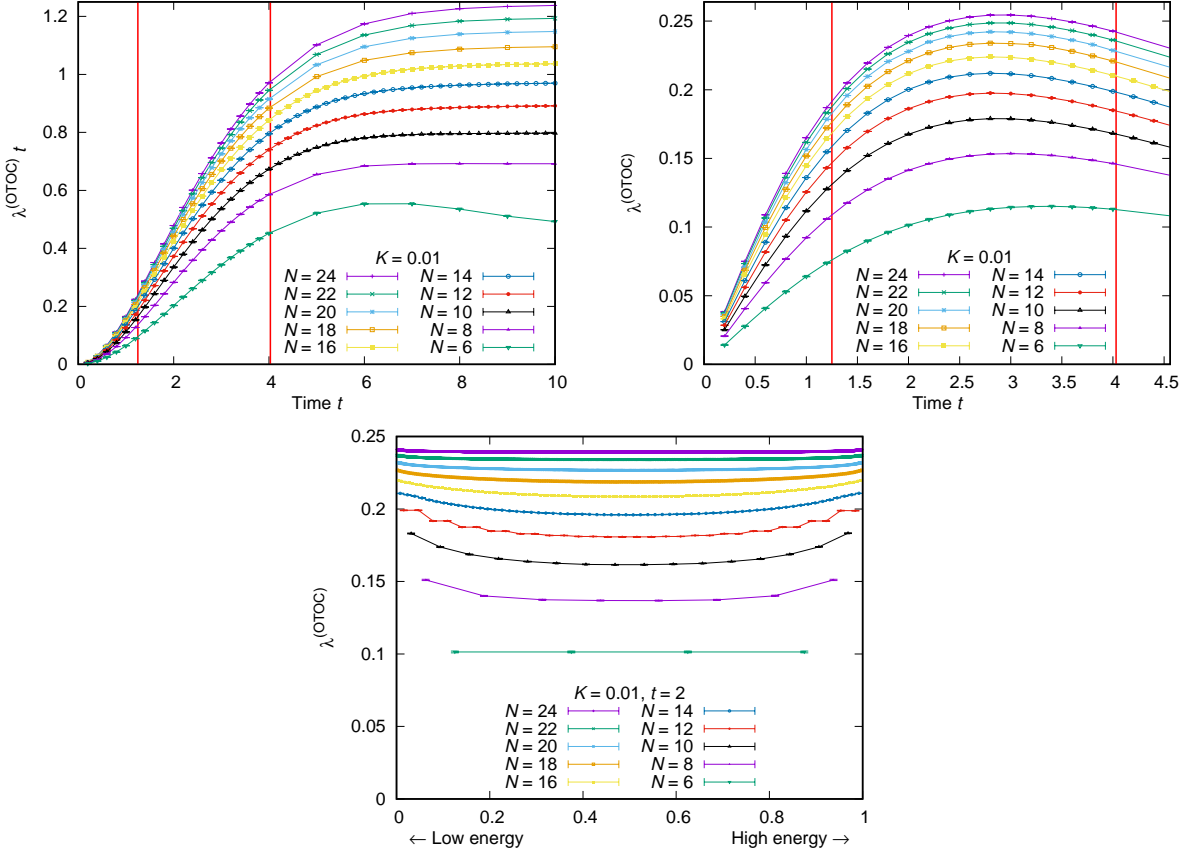 1.2
1
0.8
0.6
0.4
0.2
0
λ(OTOC) t
K = 0.01
N = 24 N = 14
N = 22 N = 12
N = 20 N = 10
N = 18 N = 8
N = 16 N = 6
0 2 4 6 8 10
Time t
0.25
0.2
0.15
0.1
0.05
0
λ(OTOC)
K = 0.01
N = 24 N = 14
N = 22 N = 12
N = 20 N = 10
N = 18 N = 8
N = 16 N = 6
0 0.5 1 1.5 2 2.5 3 3.5 4 4.5
Time t
0.25
0.2
0.15
0.1
0.05
0
λ(OTOC)
K = 0.01, t = 2
N = 24 N = 14
N = 22 N = 12
N = 20 N = 10
N = 18 N = 8
N = 16 N = 6
0 0.2 0.4 0.6 0.8 1
← Low energy High energy →